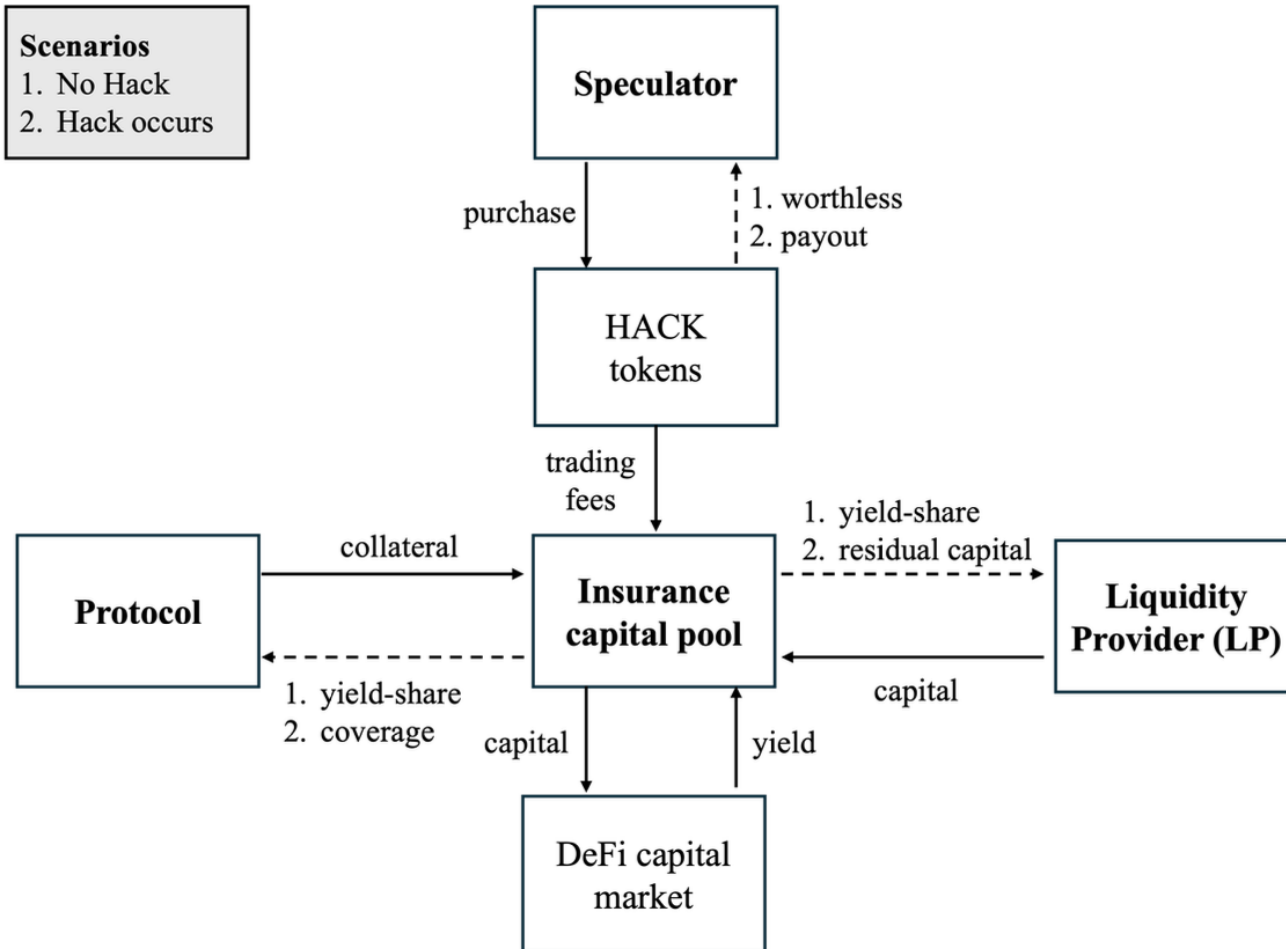 Scenarios
1. No Hack
2. Hack occurs
Speculator
purchase
1. worthless
2. payout
HACK
tokens
trading
fees
1. yield-share
2. residual capital
collateral
Protocol
Insurance
capital pool
Liquidity
Provider (LP)
1. yield-share
2. coverage
capital
capital
yield
DeFi capital
market